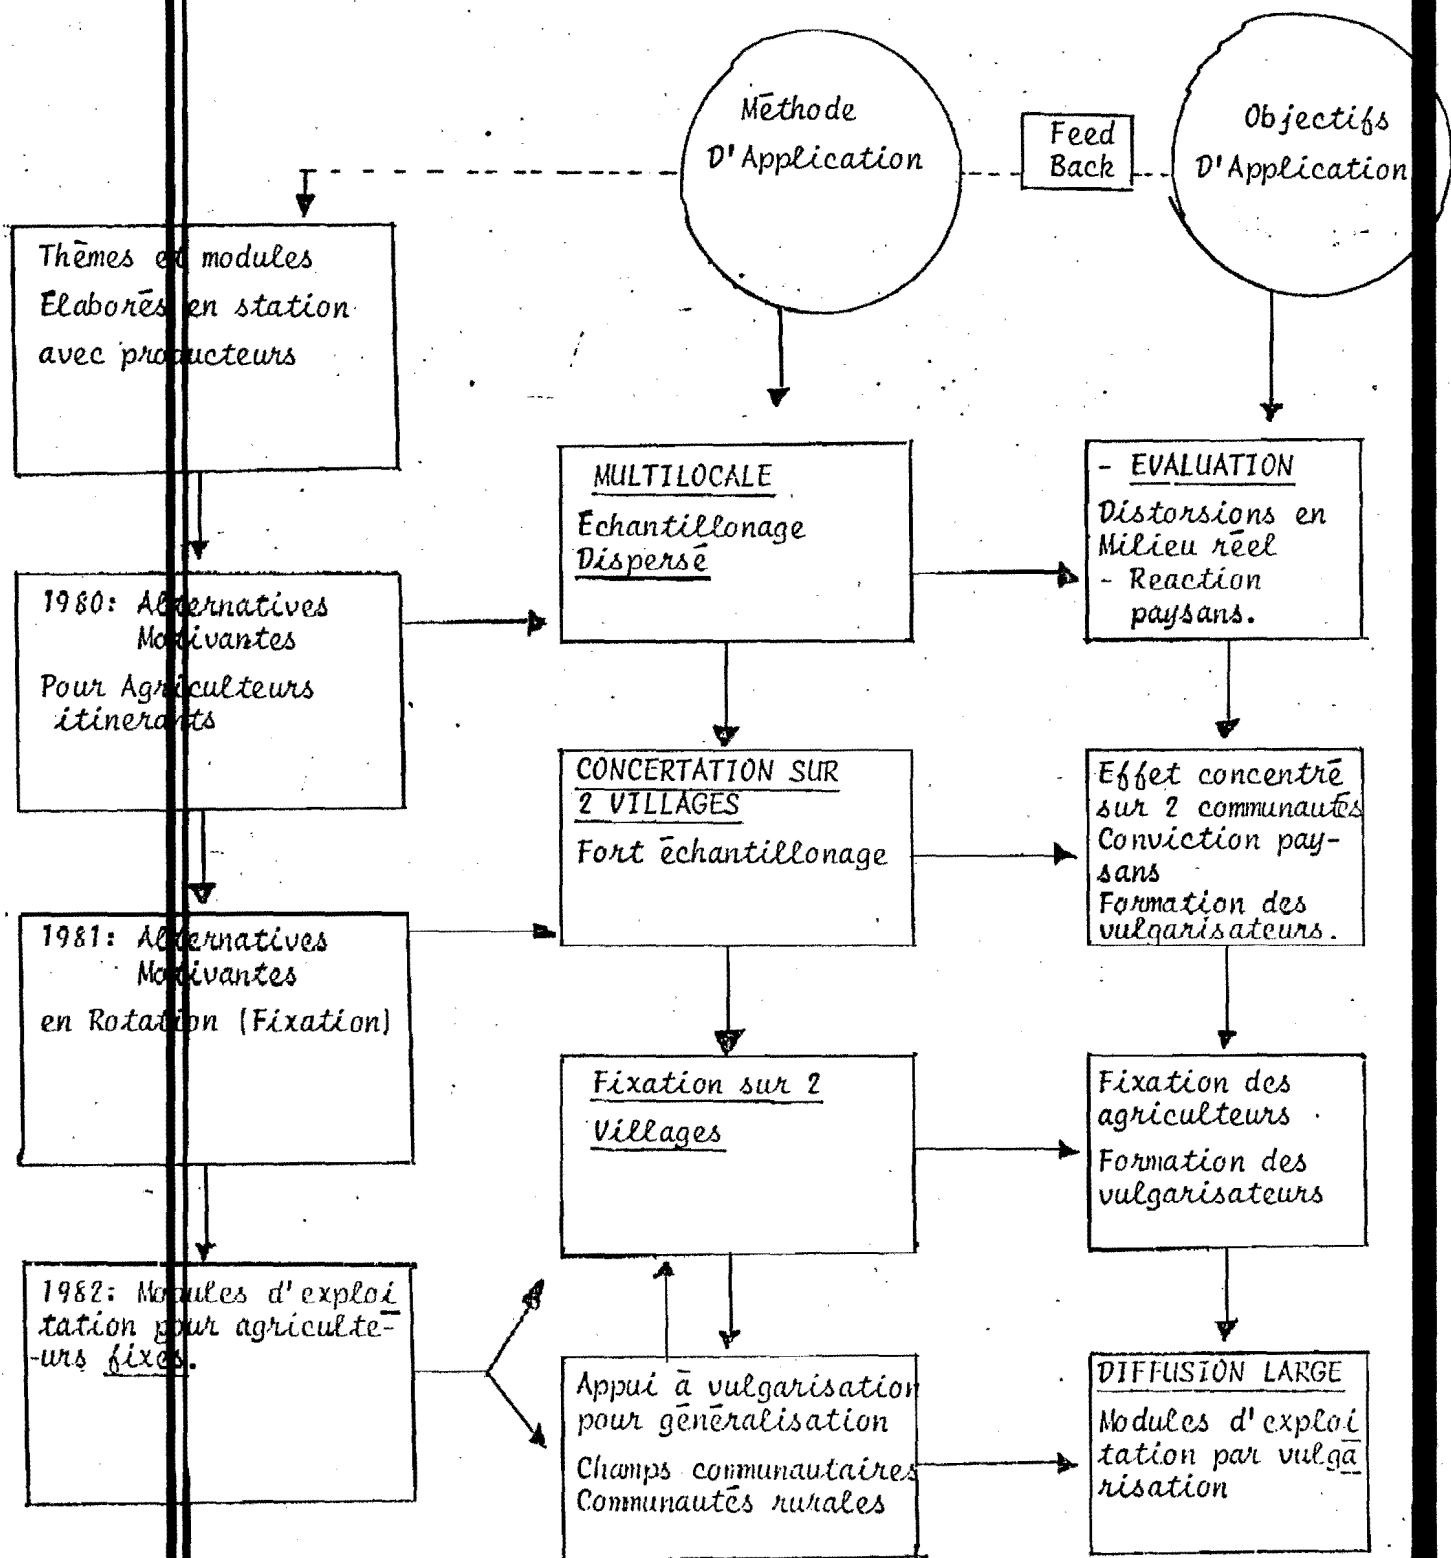 Méthode
D'Application
Feed
Back
Objectifs
D'Application
Thèmes et modules
Elaborés en station
avec producteurs
1980: Alternatives
Motivantes
Pour Agriculteurs
itinerants
1981: Alternatives
Motivantes
en Rotation (Fixation)
1982: Modules d'exploi
tation pour agriculte-
-urs fixés.
MULTILOCALE
Echantillonage
Dispersé
CONCERTATION SUR
2 VILLAGES
Fort échantillonage
Fixation sur 2
Villages
Appui à vulgarisation
pour généralisation
Champs communautaires
Communautés rurales
- EVALUATION
Distorsions en
Milieu réel
- Reaction
paysans.
Effet concentré
sur 2 communautés
Conviction pay-
sans
Formation des
vulgarisateurs.
Fixation des
agriculteurs
Formation des
vulgarisateurs
DIFFUSION LARGE
Modules d'exploi
tation par vulga
risation